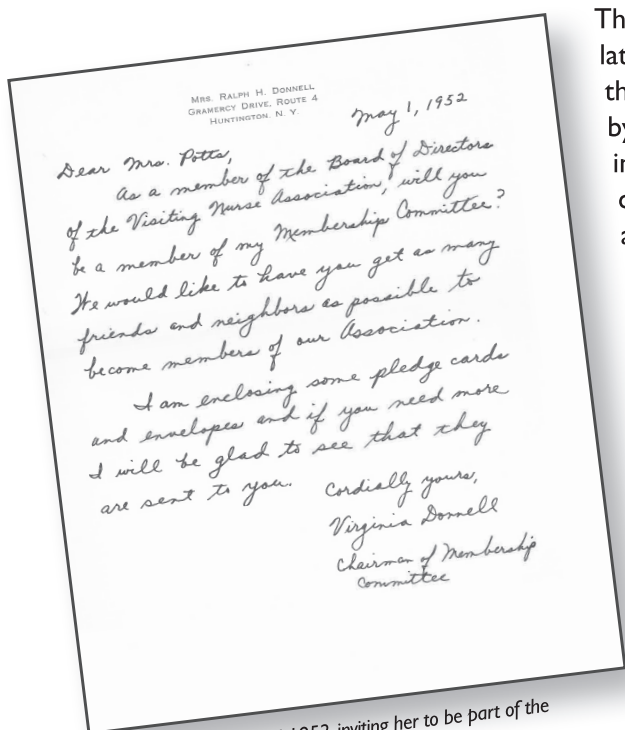 MRS. RALPH H. DONNELL
GRAMERCY DRIVE, ROUTE 4
HUNTINGTON, N. Y.
May 1, 1952
Dear Mrs. Potts,
As a member of the Board of Directors
of the Visiting Nurse Association, will you
be a member of my Membership Committee?
We would like to have you get as many
friends and neighbors as possible to
become members of our Association.
I am enclosing some pledge cards
and envelopes and if you need more
I will be glad to see that they
are sent to you.
Cordially yours,
Virginia Donnell
Chairman of Membership
Committee
inviting her to be part of the